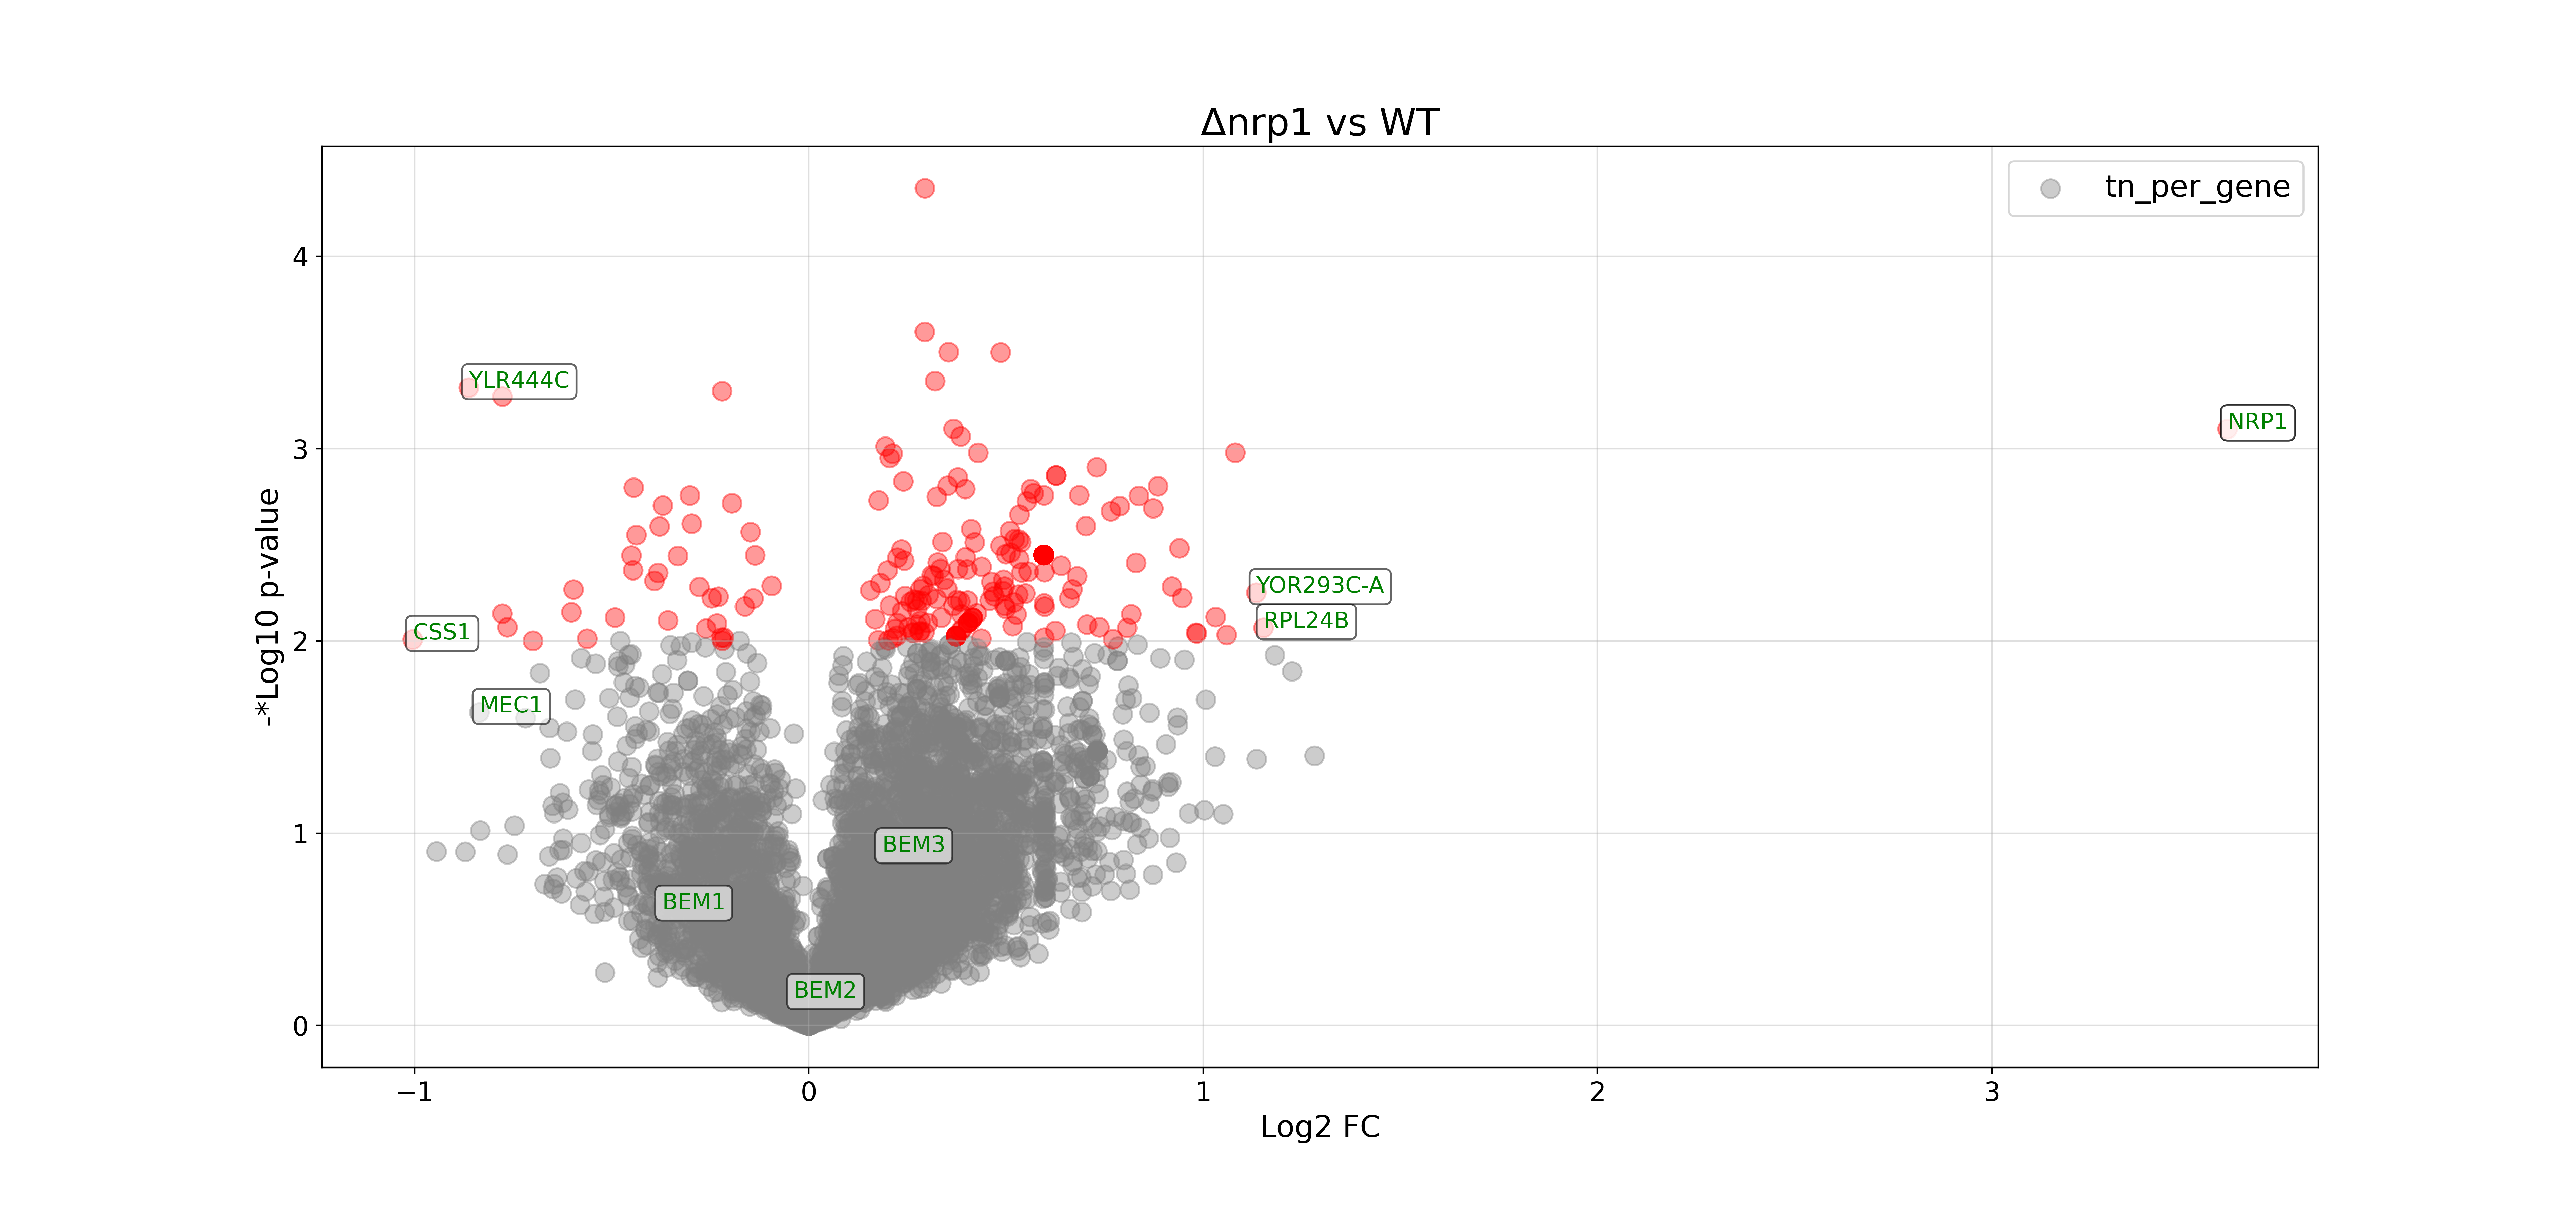 Δnrp1 vs WT
tn_per_gene
4
3
2
1
0
-*Log10 p-value
YLR444C
NRP1
YOR293C-A
RPL24B
CSS1
MEC1
BEM3
BEM1
BEM2
−1
0
1
2
3
Log2 FC